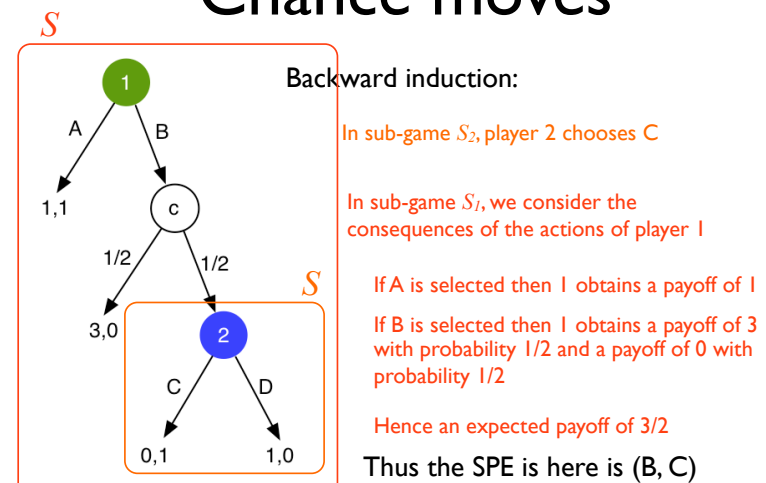 Chance moves
S
Backward induction:
1
A
B
In sub-game S2, player 2 chooses C
1,1
c
In sub-game S1, we consider the
consequences of the actions of player 1
1/2
1/2
S
If A is selected then 1 obtains a payoff of 1
3,0
2
If B is selected then 1 obtains a payoff of 3
with probability 1/2 and a payoff of 0 with
probability 1/2
C
D
Hence an expected payoff of 3/2
0,1
1,0
Thus the SPE is here is (B, C)